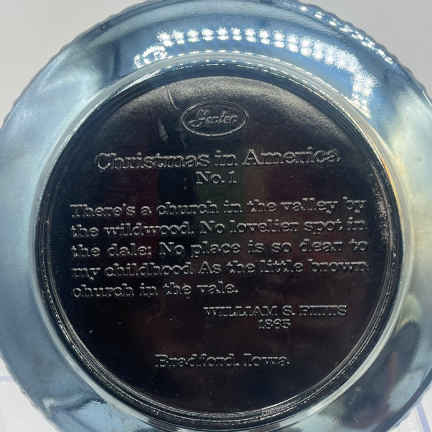 Fenton
Christmas in America
No. 1
There's a church in the valley by
the wildwood. No lovelier spot in
the dale: No place is so dear to
my childhood As the little brown
church in the vale.
WILLIAM S. PITTS
1865
Bradford, Iowa.